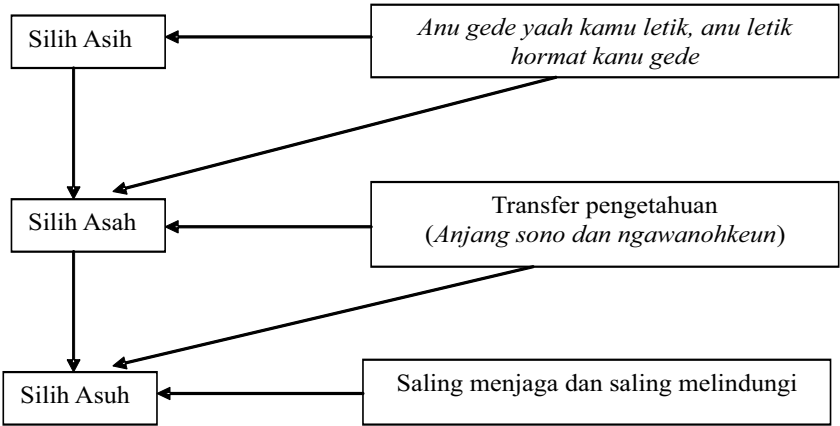 Silih Asih
Anu gede yaah kamu letik, anu letik
hormat kanu gede
Silih Asah
Transfer pengetahuan
(Anjang sono dan ngawanohkeun)
Silih Asuh
Saling menjaga dan saling melindungi